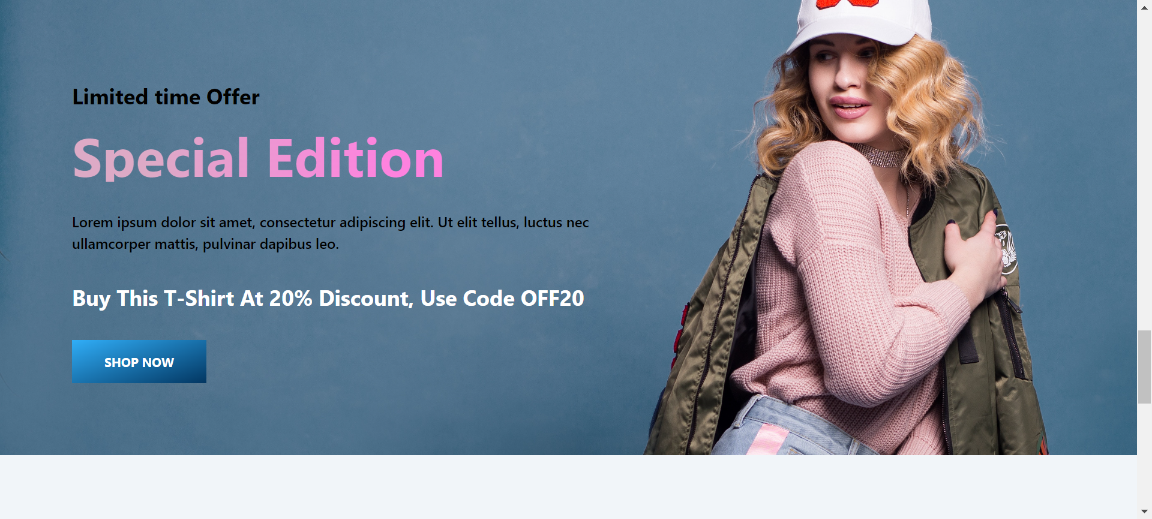 Limited time Offer
Special Edition
Lorem ipsum dolor sit amet, consectetur adipiscing elit. Ut elit tellus, luctus nec
ullamcorper mattis, pulvinar dapibus leo.
Buy This T-Shirt At 20% Discount, Use Code OFF20
SHOP NOW